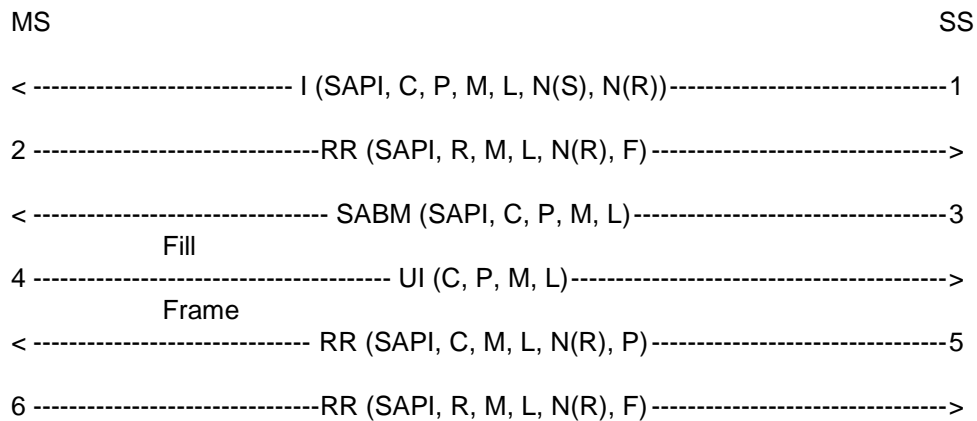 MS SS
< ----------------------------- I (SAPI, C, P, M, L, N(S), N(R))-------------------------------1
2 --------------------------------RR (SAPI, R, M, L, N(R), F)--------------------------------->
< --------------------------------- SABM (SAPI, C, P, M, L)-----------------------------------3
Fill
4 ---------------------------------------- UI (C, P, M, L)------------------------------------------>
Frame
< ------------------------------- RR (SAPI, C, M, L, N(R), P)---------------------------------5
6 --------------------------------RR (SAPI, R, M, L, N(R), F)--------------------------------->